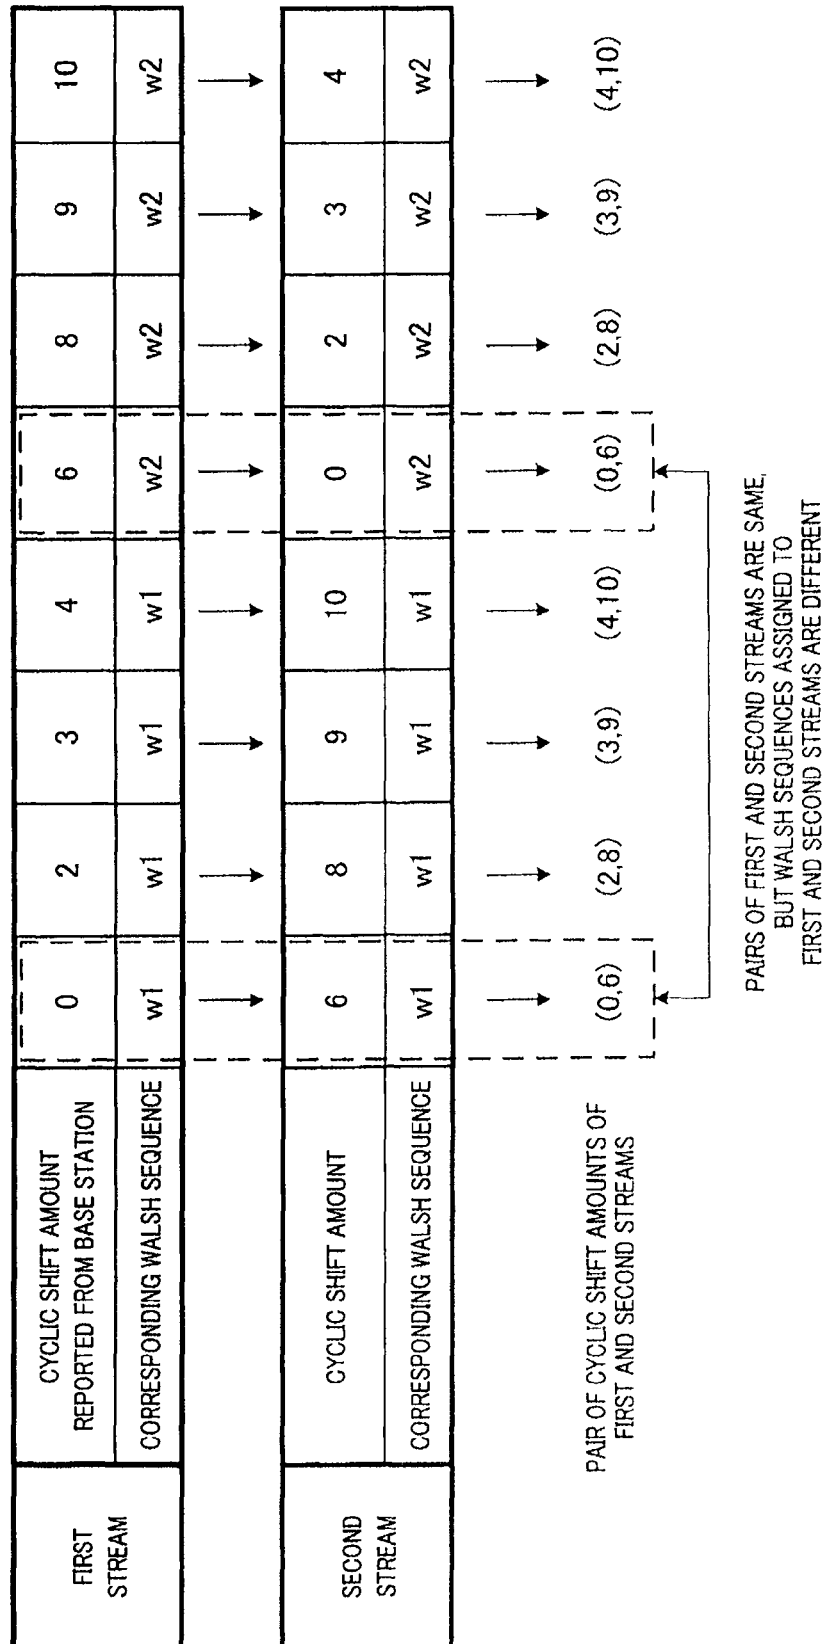 FIRST
STREAM
CYCLIC SHIFT AMOUNT
REPORTED FROM BASE STATION
0 2 3 4 6 8 9 10
CORRESPONDING WALSH SEQUENCE
w1 w1 w1 w1 w2 w2 w2 w2
SECOND
STREAM
CYCLIC SHIFT AMOUNT
6 8 9 10 0 2 3 4
CORRESPONDING WALSH SEQUENCE
w1 w1 w1 w1 w2 w2 w2 w2
PAIR OF CYCLIC SHIFT AMOUNTS OF
FIRST AND SECOND STREAMS
(0,6) (2,8) (3,9) (4,10) (0,6) (2,8) (3,9) (4,10)
PAIRS OF FIRST AND SECOND STREAMS ARE SAME,
BUT WALSH SEQUENCES ASSIGNED TO
FIRST AND SECOND STREAMS ARE DIFFERENT